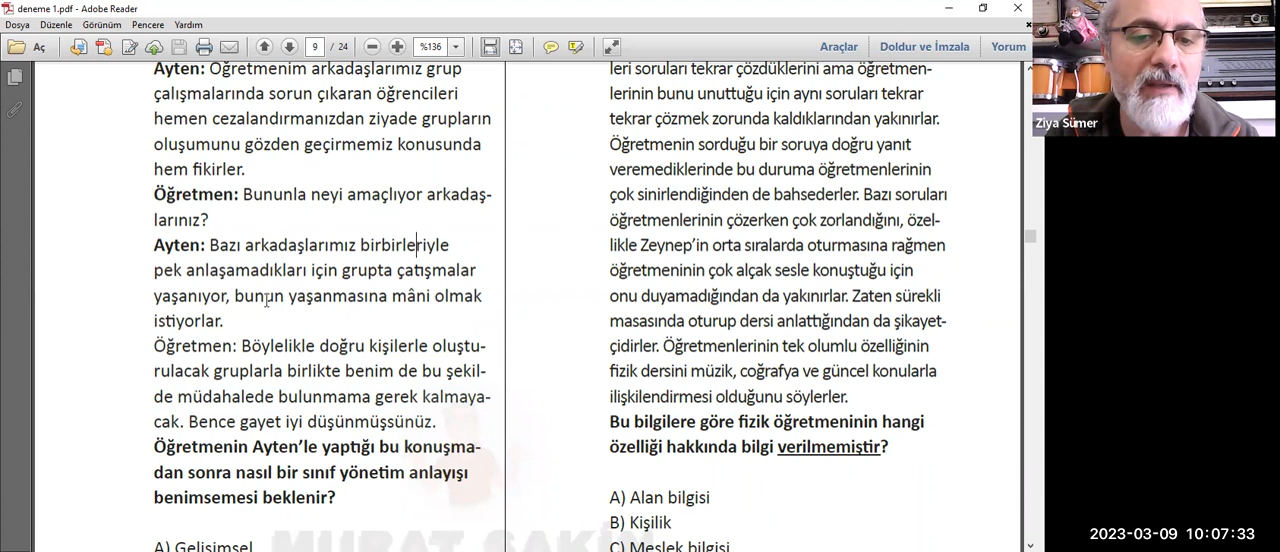 deneme 1.pdf - Adobe Reader
Dosya Düzenle Görünüm Pencere Yardım
Aç 9 / 24 %136 Araçlar Doldur ve İmzala Yorum
Ayten: Öğretmenim arkadaşlarımız grup
çalışmalarında sorun çıkaran öğrencileri
hemen cezalandırmanızdan ziyade grupların
oluşumunu gözden geçirmemiz konusunda
hem fikirler.
Öğretmen: Bununla neyi amaçlıyor arkadaş-
larınız?
Ayten: Bazı arkadaşlarımız birbirleriyle
pek anlaşamadıkları için grupta çatışmalar
yaşanıyor, bunun yaşanmasına mâni olmak
istiyorlar.
Öğretmen: Böylelikle doğru kişilerle oluştu-
rulacak gruplarla birlikte benim de bu şekil-
de müdahalede bulunmama gerek kalmaya-
cak. Bence gayet iyi düşünmüşsünüz.
Öğretmenin Ayten’le yaptığı bu konuşma-
dan sonra nasıl bir sınıf yönetim anlayışı
benimsemesi beklenir?
A) Gelişimsel
leri soruları tekrar çözdüklerini ama öğretmen-
lerinin bunu unuttuğu için aynı soruları tekrar
tekrar çözmek zorunda kaldıklarından yakınırlar.
Öğretmenin sorduğu bir soruya doğru yanıt
veremediklerinde bu duruma öğretmenlerinin
çok sinirlendiğinden de bahsederler. Bazı soruları
öğretmenlerinin çözerken çok zorlandığını, özel-
likle Zeynep’in orta sıralarda oturmasına rağmen
öğretmeninin çok alçak sesle konuştuğu için
onu duyamadığından da yakınırlar. Zaten sürekli
masasında oturup dersi anlattığından da şikayet-
çidirler. Öğretmenlerinin tek olumlu özelliğinin
fizik dersini müzik, coğrafya ve güncel konularla
ilişkilendirmesi olduğunu söylerler.
Bu bilgilere göre fizik öğretmeninin hangi
özelliği hakkında bilgi verilmemiştir?
A) Alan bilgisi
B) Kişilik
C) Meslek bilgisi
MURAT SAKİN
Ziya Sümer
2023-03-09 10:07:33